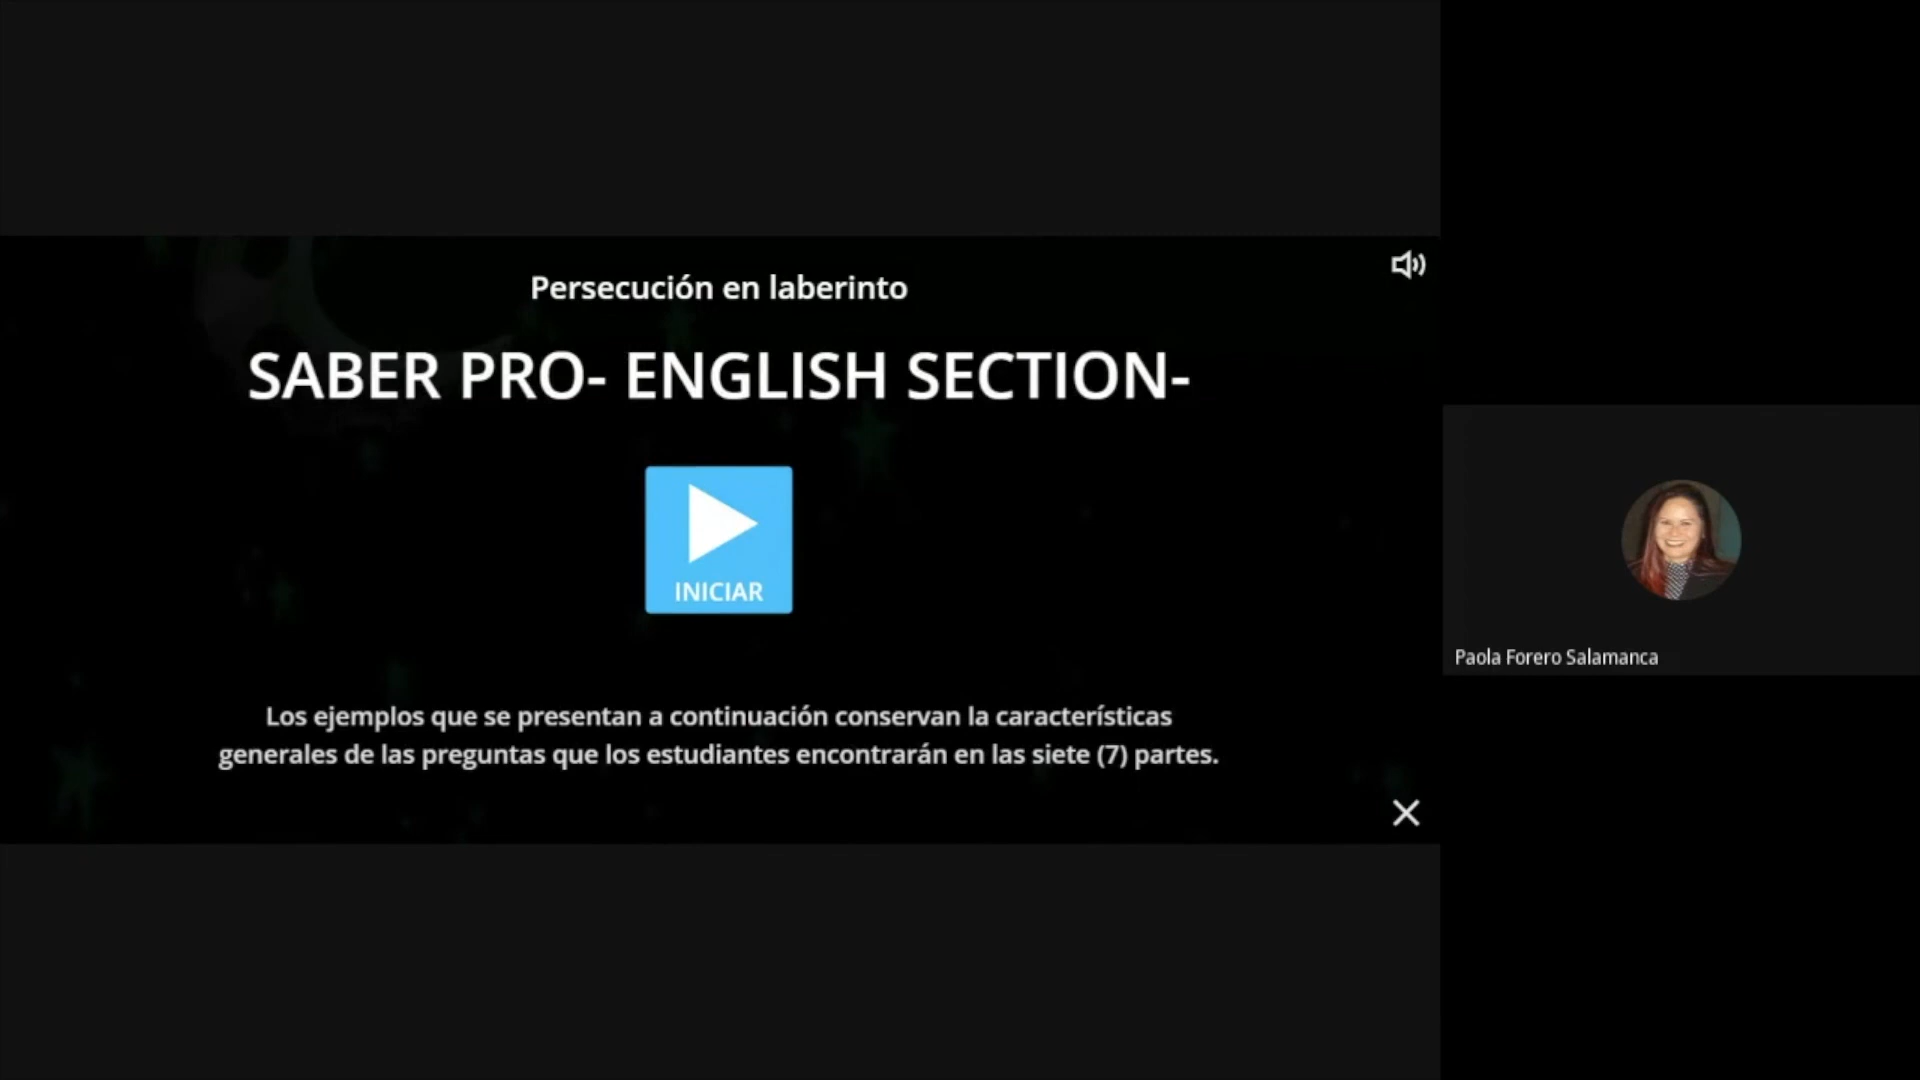 Persecución en laberinto
SABER PRO- ENGLISH SECTION-
INICIAR
Los ejemplos que se presentan a continuación conservan la características
generales de las preguntas que los estudiantes encontrarán en las siete (7) partes.
Paola Forero Salamanca